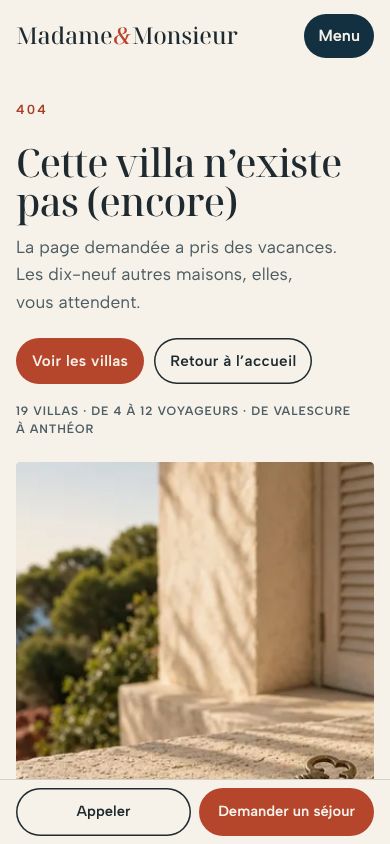 Madame&Monsieur
Menu
404
Cette villa n’existe
pas (encore)
La page demandée a pris des vacances.
Les dix-neuf autres maisons, elles,
vous attendent.
Voir les villas
Retour à l’accueil
19 VILLAS · DE 4 À 12 VOYAGEURS · DE VALESCURE
À ANTHÉOR
Appeler
Demander un séjour